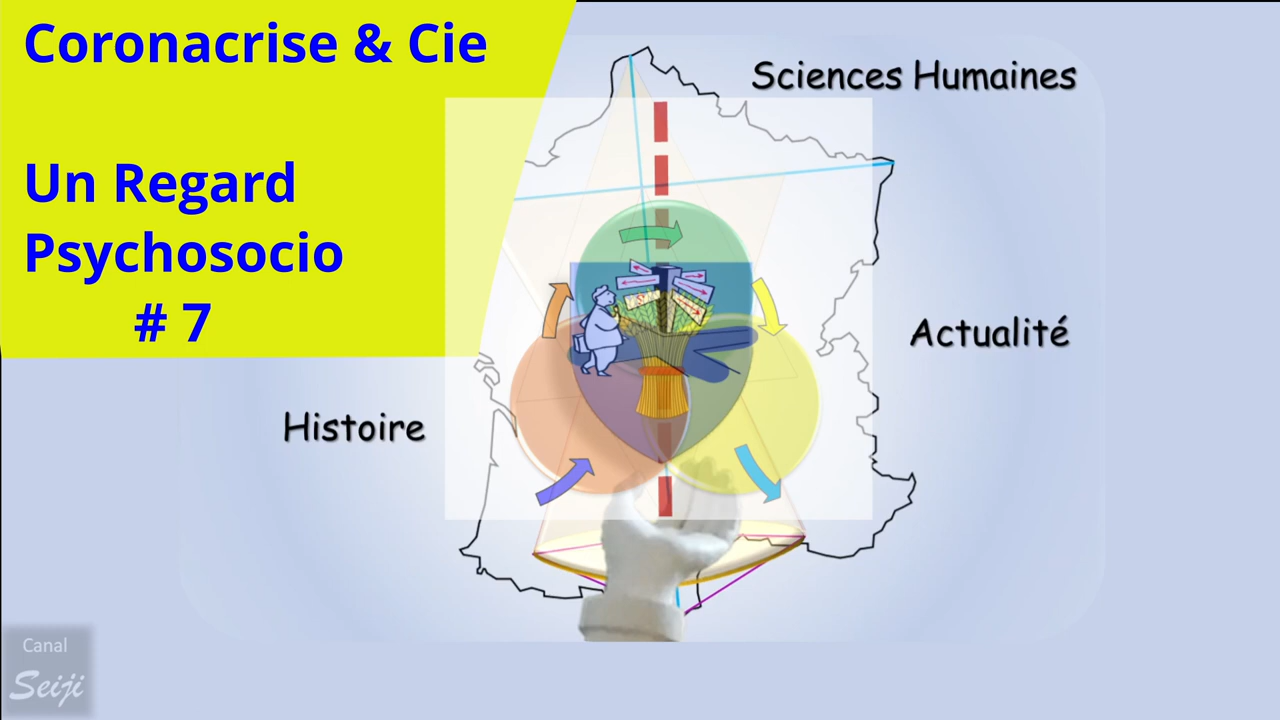 Coronacrise & Cie
Un Regard
Psychosocio
# 7
Sciences Humaines
Actualité
Histoire
Canal
Seiji